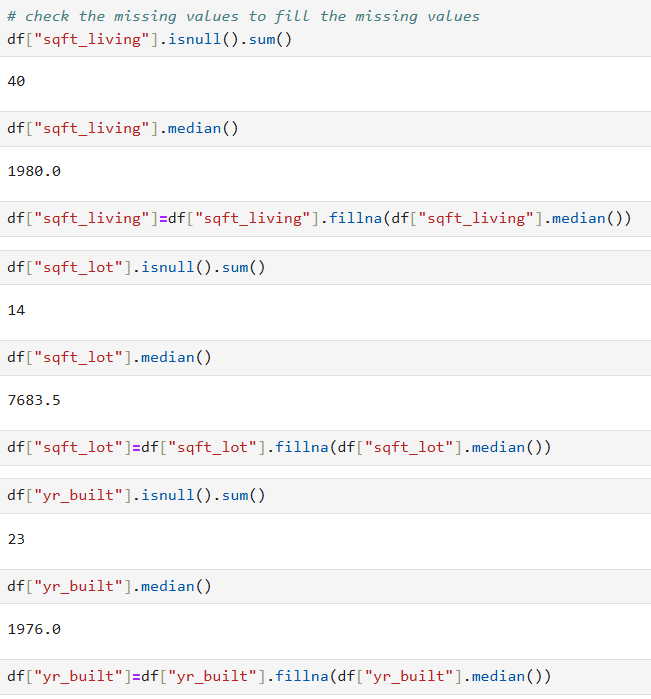 # check the missing values to fill the missing values
df["sqft_living"].isnull().sum()
40
df["sqft_living"].median()
1980.0
df["sqft_living"]=df["sqft_living"].fillna(df["sqft_living"].median())
df["sqft_lot"].isnull().sum()
14
df["sqft_lot"].median()
7683.5
df["sqft_lot"]=df["sqft_lot"].fillna(df["sqft_lot"].median())
df["yr_built"].isnull().sum()
23
df["yr_built"].median()
1976.0
df["yr_built"]=df["yr_built"].fillna(df["yr_built"].median())